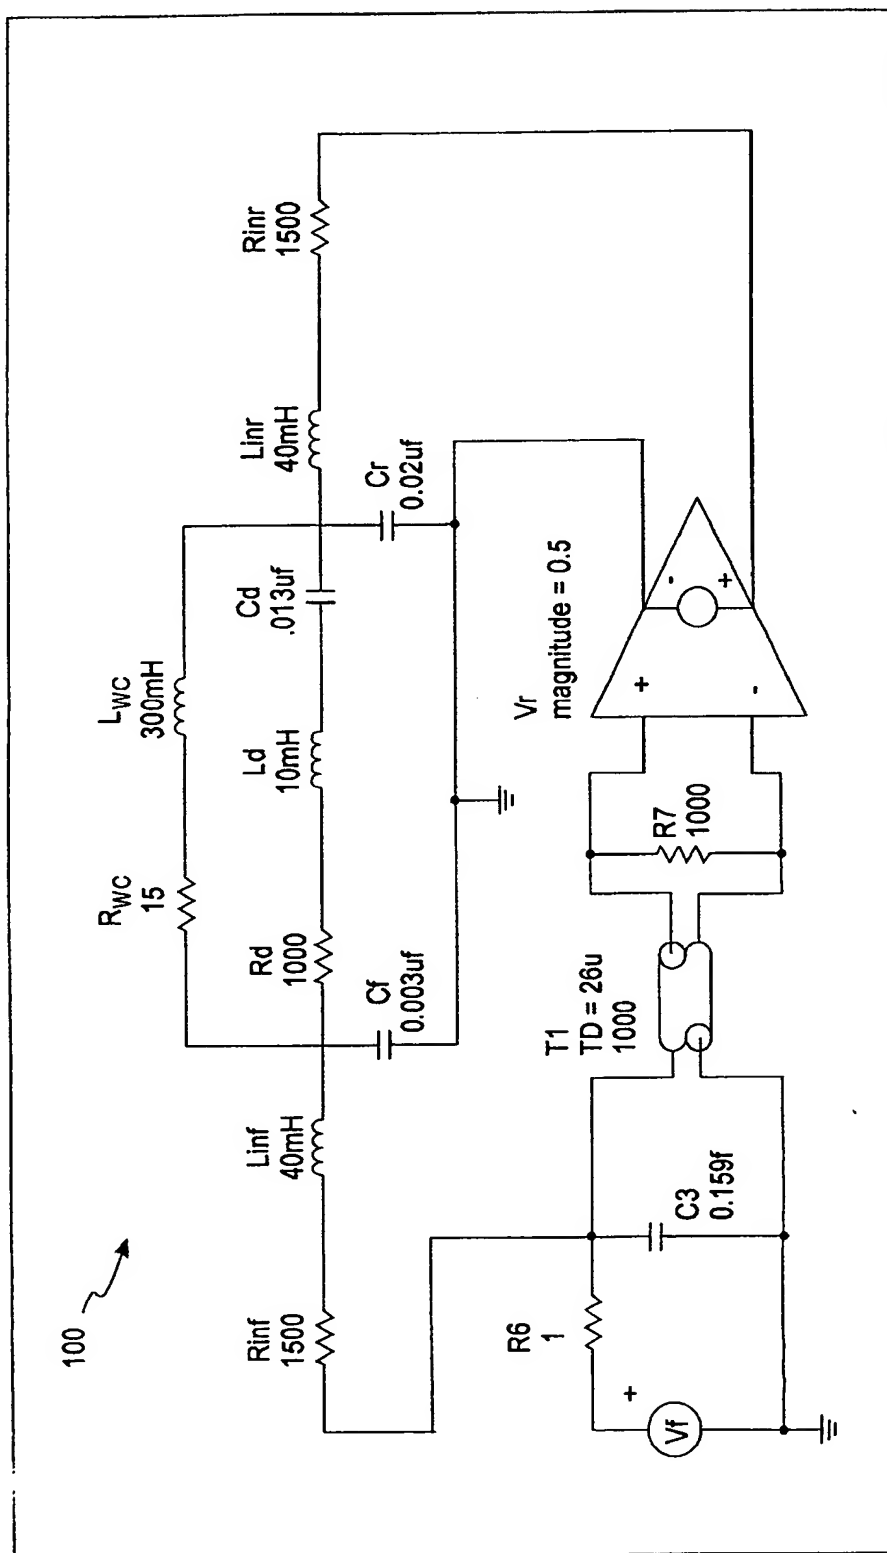 100
Rinf
1500
Linf
40mH
RWC
15
LWC
300mH
Rd
1000
Ld
10mH
Cd
.013uf
Cf
0.003uf
Cr
0.02uf
Linr
40mH
Rinr
1500
R6
1
+
Vf
C3
0.159f
T1
TD = 26u
1000
R7
1000
Vr
magnitude = 0.5
+
-
-
+